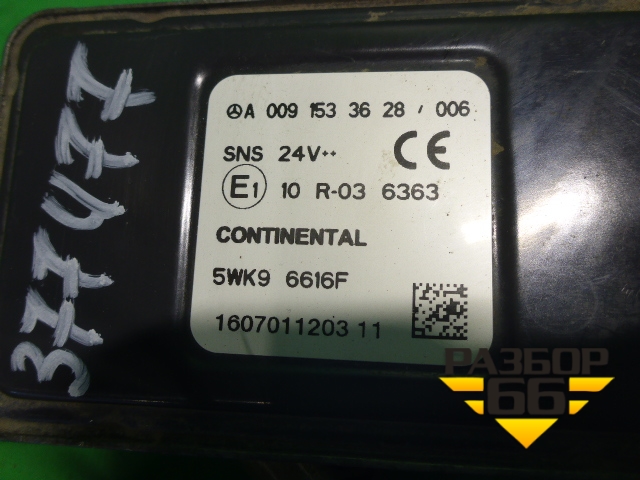 A 009 153 36 28 / 006
SNS 24V++
CE
E1 10 R-03 6363
CONTINENTAL
5WK9 6616F
1607011203 11
37747I
РАЗБОР
66